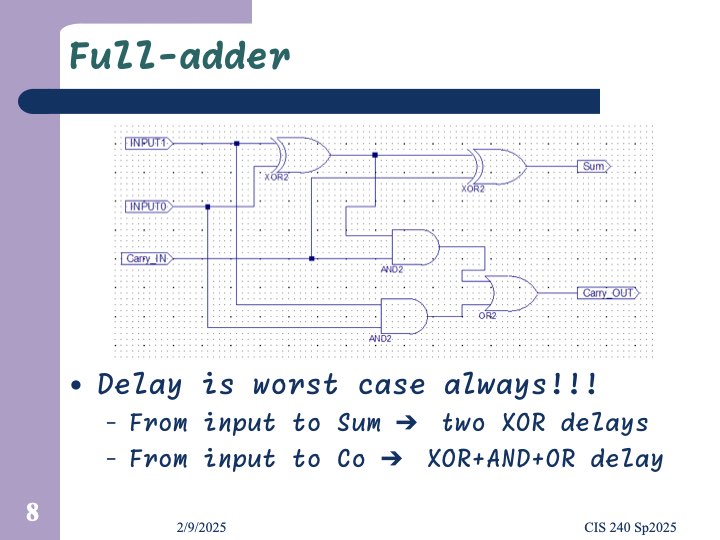 Full-adder
INPUT1
XOR2
Sum
XOR2
INPUT0
Carry_IN
AND2
Carry_OUT
OR2
AND2
• Delay is worst case always!!!
– From input to Sum ➔ two XOR delays
– From input to Co ➔ XOR+AND+OR delay
8
2/9/2025
CIS 240 Sp2025